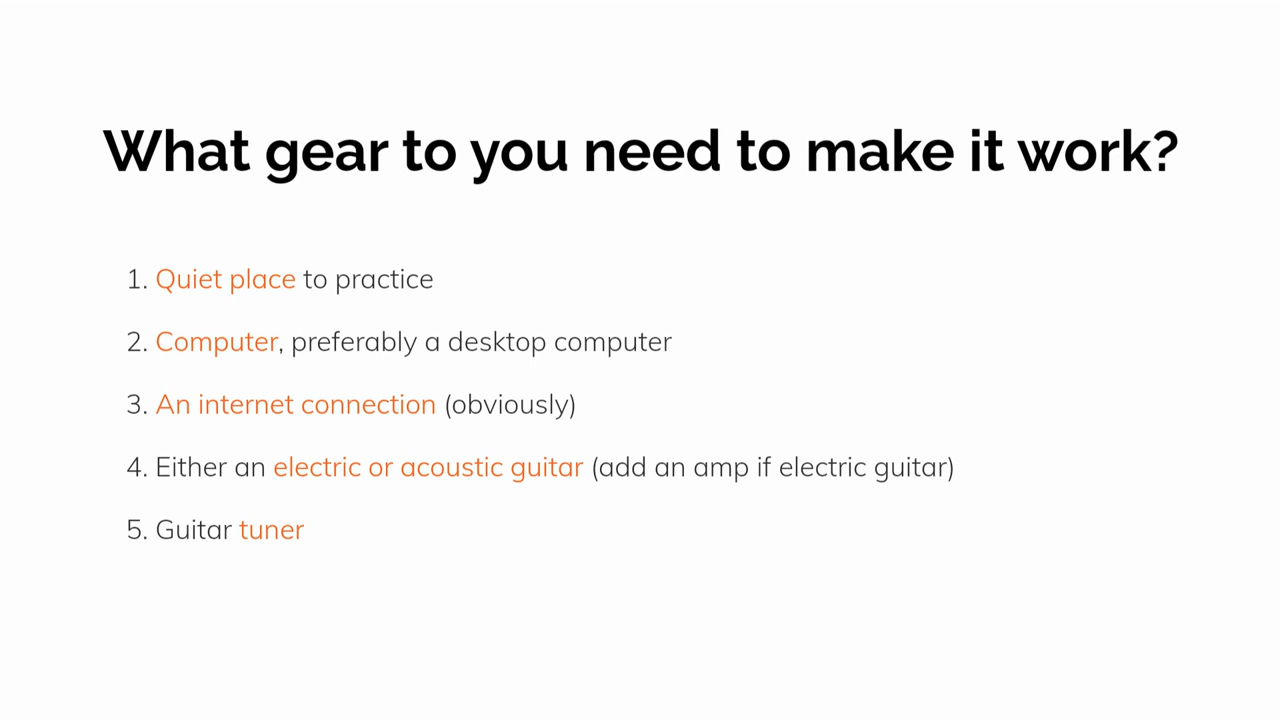 What gear to you need to make it work?
1. Quiet place to practice
2. Computer, preferably a desktop computer
3. An internet connection (obviously)
4. Either an electric or acoustic guitar (add an amp if electric guitar)
5. Guitar tuner